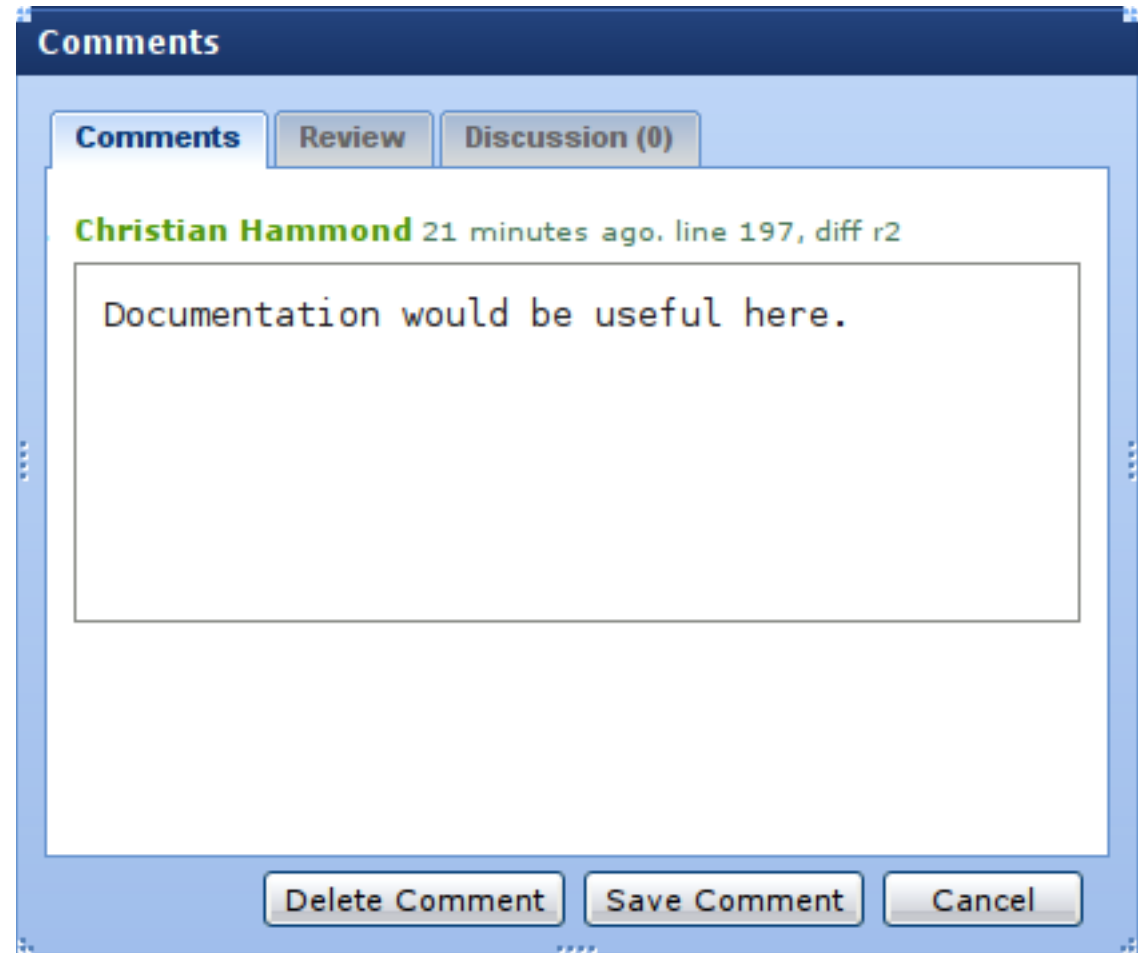 Comments
Comments Review Discussion (0)
Christian Hammond 21 minutes ago. line 197, diff r2
Documentation would be useful here.
Delete Comment Save Comment Cancel